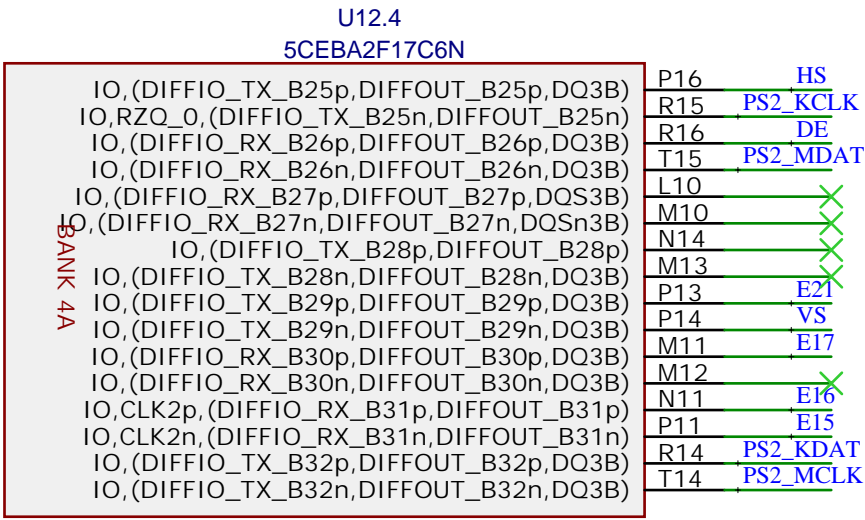 U12.4
5CEBA2F17C6N
IO,(DIFFIO_TX_B25p,DIFFOUT_B25p,DQ3B) P16 HS
IO,RZQ_0,(DIFFIO_TX_B25n,DIFFOUT_B25n) R15 PS2_KCLK
IO,(DIFFIO_RX_B26p,DIFFOUT_B26p,DQ3B) R16 DE
IO,(DIFFIO_RX_B26n,DIFFOUT_B26n,DQ3B) T15 PS2_MDAT
IO,(DIFFIO_RX_B27p,DIFFOUT_B27p,DQS3B) L10
IO,(DIFFIO_RX_B27n,DIFFOUT_B27n,DQSn3B) M10
IO,(DIFFIO_TX_B28p,DIFFOUT_B28p) N14
IO,(DIFFIO_TX_B28n,DIFFOUT_B28n,DQ3B) M13
IO,(DIFFIO_TX_B29p,DIFFOUT_B29p,DQ3B) P13 E21
IO,(DIFFIO_TX_B29n,DIFFOUT_B29n,DQ3B) P14 VS
IO,(DIFFIO_RX_B30p,DIFFOUT_B30p,DQ3B) M11 E17
IO,(DIFFIO_RX_B30n,DIFFOUT_B30n,DQ3B) M12
IO,CLK2p,(DIFFIO_RX_B31p,DIFFOUT_B31p) N11 E16
IO,CLK2n,(DIFFIO_RX_B31n,DIFFOUT_B31n) P11 E15
IO,(DIFFIO_TX_B32p,DIFFOUT_B32p,DQ3B) R14 PS2_KDAT
IO,(DIFFIO_TX_B32n,DIFFOUT_B32n,DQ3B) T14 PS2_MCLK
BANK 4A